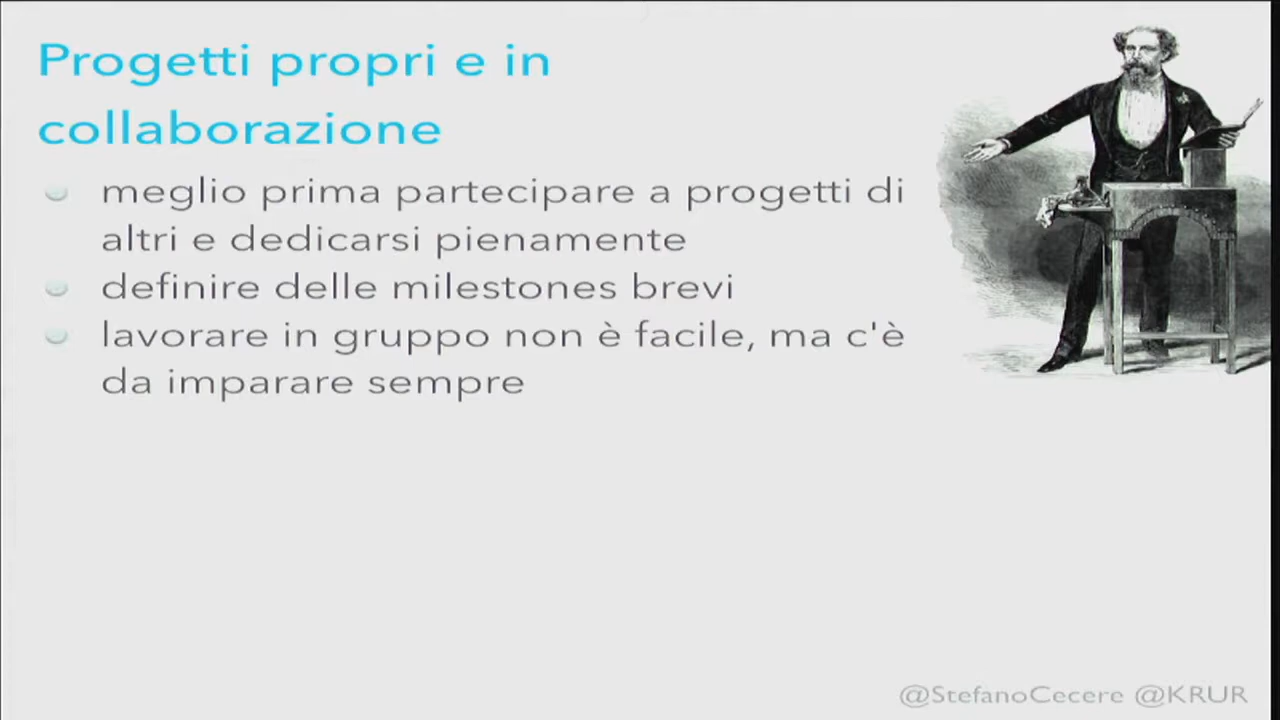 Progetti propri e in
collaborazione
meglio prima partecipare a progetti di
altri e dedicarsi pienamente
definire delle milestones brevi
lavorare in gruppo non è facile, ma c'è
da imparare sempre
@StefanoCecere @KRUR